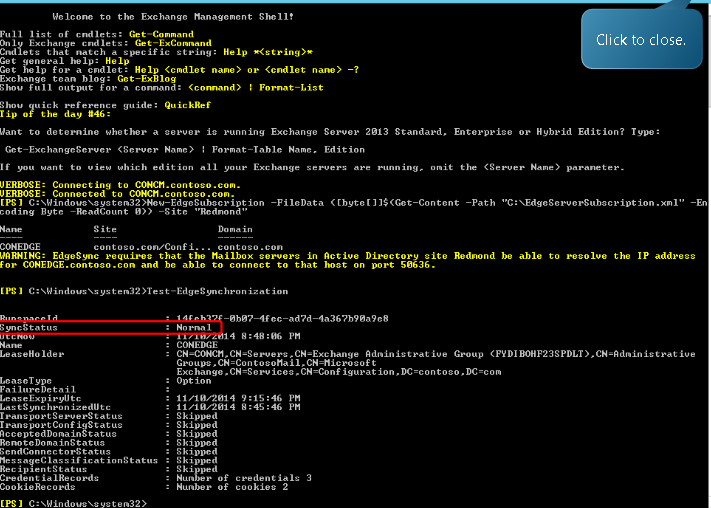 Welcome to the Exchange Management Shell!
Click to close.
Full list of cmdlets: Get-Command
Only Exchange cmdlets: Get-ExCommand
Cmdlets that match a specific string: Help *<string>*
Get general help: Help
Get help for a cmdlet: Help <cmdlet name> or <cmdlet name> -?
Exchange team blog: Get-ExBlog
Show full output for a command: <command> | Format-List
Show quick reference guide: QuickRef
Tip of the day #46:
Want to determine whether a server is running Exchange Server 2013 Standard, Enterprise or Hybrid Edition? Type:
Get-ExchangeServer <Server Name> | Format-Table Name, Edition
If you want to view which edition all your Exchange servers are running, omit the <Server Name> parameter.
VERBOSE: Connecting to CONCM.contoso.com.
VERBOSE: Connected to CONCM.contoso.com.
[PS] C:\Windows\system32>New-EdgeSubscription -FileData ([byte[]]$(Get-Content -Path "C:\EdgeServerSubscription.xml" -En
coding Byte -ReadCount 0)) -Site "Redmond"
Name Site Domain
---- ---- ------
CONEDGE contoso.com/Confi... contoso.com
WARNING: EdgeSync requires that the Mailbox servers in Active Directory site Redmond be able to resolve the IP address
for CONEDGE.contoso.com and be able to connect to that host on port 50636.
[PS] C:\Windows\system32>Test-EdgeSynchronization
RunspaceId : 14feb37f-0b07-4fec-ad7d-4a367b90a9e8
SyncStatus : Normal
UtcNow : 11/10/2014 8:48:06 PM
Name : CONEDGE
LeaseHolder : CN=CONCM,CN=Servers,CN=Exchange Administrative Group (FYDIBOHF23SPDLT),CN=Administrative
Groups,CN=ContosoMail,CN=Microsoft
Exchange,CN=Services,CN=Configuration,DC=contoso,DC=com
LeaseType : Option
FailureDetail :
LeaseExpiryUtc : 11/10/2014 9:15:46 PM
LastSynchronizedUtc : 11/10/2014 8:45:46 PM
TransportServerStatus : Skipped
TransportConfigStatus : Skipped
AcceptedDomainStatus : Skipped
RemoteDomainStatus : Skipped
SendConnectorStatus : Skipped
MessageClassificationStatus : Skipped
RecipientStatus : Skipped
CredentialRecords : Number of credentials 3
CookieRecords : Number of cookies 2
[PS] C:\Windows\system32>